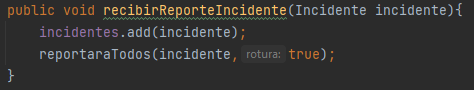 public void recibirReporteIncidente(Incidente incidente){
incidentes.add(incidente);
reportaraTodos(incidente, rotura: true);
}